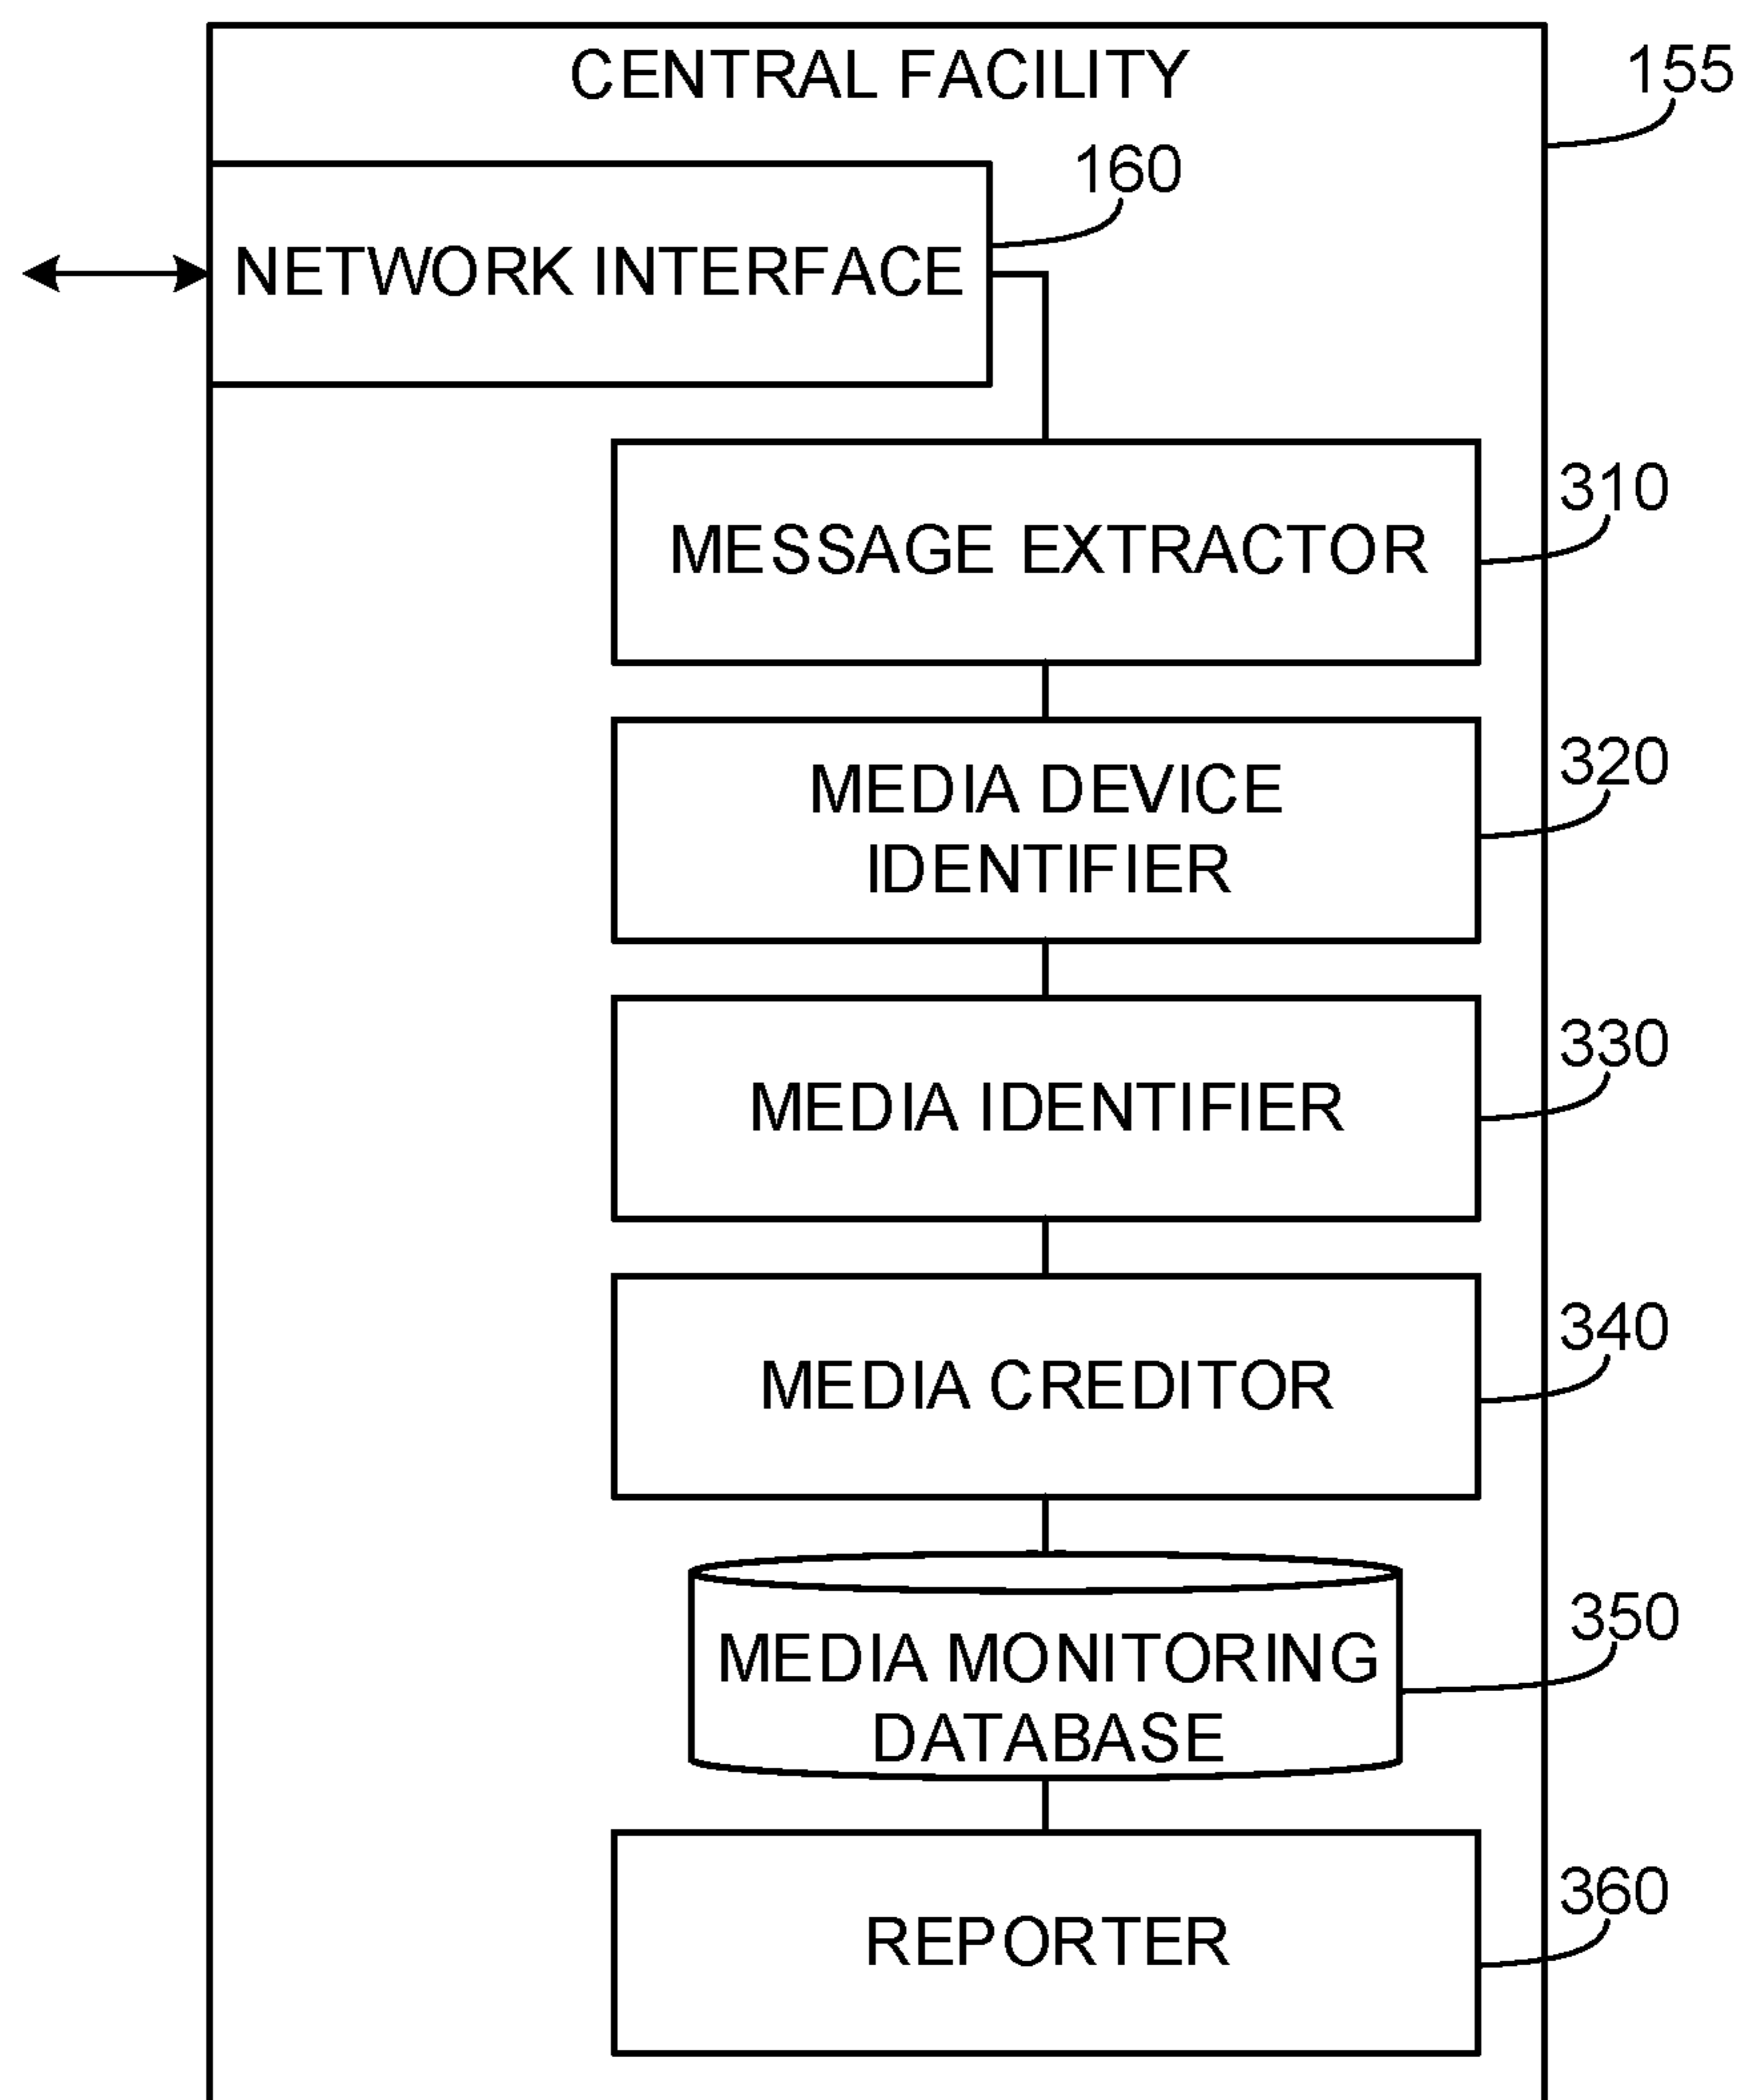 CENTRAL FACILITY
155
160
NETWORK INTERFACE
310
MESSAGE EXTRACTOR
320
MEDIA DEVICE
IDENTIFIER
330
MEDIA IDENTIFIER
340
MEDIA CREDITOR
350
MEDIA MONITORING
DATABASE
360
REPORTER